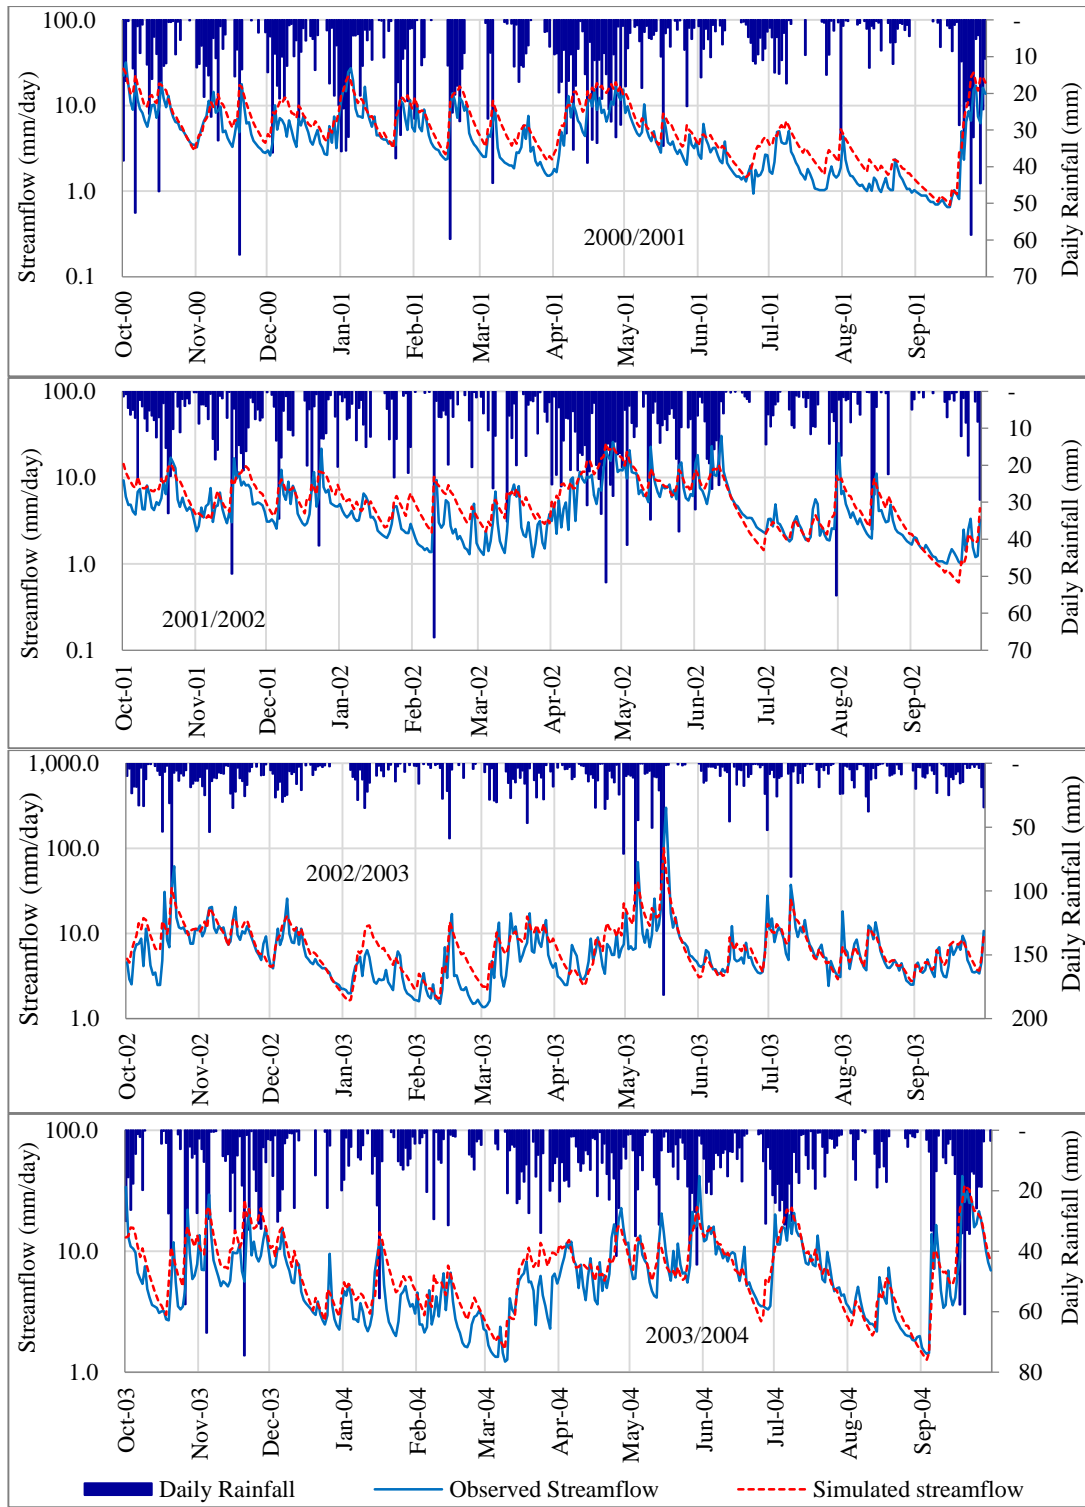 Streamflow (mm/day)
100.0
10.0
1.0
0.1
-
10
20
30
40
50
60
70
Daily Rainfall (mm)
2000/2001
Oct-00
Nov-00
Dec-00
Jan-01
Feb-01
Mar-01
Apr-01
May-01
Jun-01
Jul-01
Aug-01
Sep-01
Streamflow (mm/day)
100.0
10.0
1.0
0.1
-
10
20
30
40
50
60
70
Daily Rainfall (mm)
2001/2002
Oct-01
Nov-01
Dec-01
Jan-02
Feb-02
Mar-02
Apr-02
May-02
Jun-02
Jul-02
Aug-02
Sep-02
Streamflow (mm/day)
1,000.0
100.0
10.0
1.0
-
50
100
150
200
Daily Rainfall (mm)
2002/2003
Oct-02
Nov-02
Dec-02
Jan-03
Feb-03
Mar-03
Apr-03
May-03
Jun-03
Jul-03
Aug-03
Sep-03
Streamflow (mm/day)
100.0
10.0
1.0
-
20
40
60
80
Daily Rainfall (mm)
2003/2004
Oct-03
Nov-03
Dec-03
Jan-04
Feb-04
Mar-04
Apr-04
May-04
Jun-04
Jul-04
Aug-04
Sep-04
Daily Rainfall
Observed Streamflow
Simulated streamflow